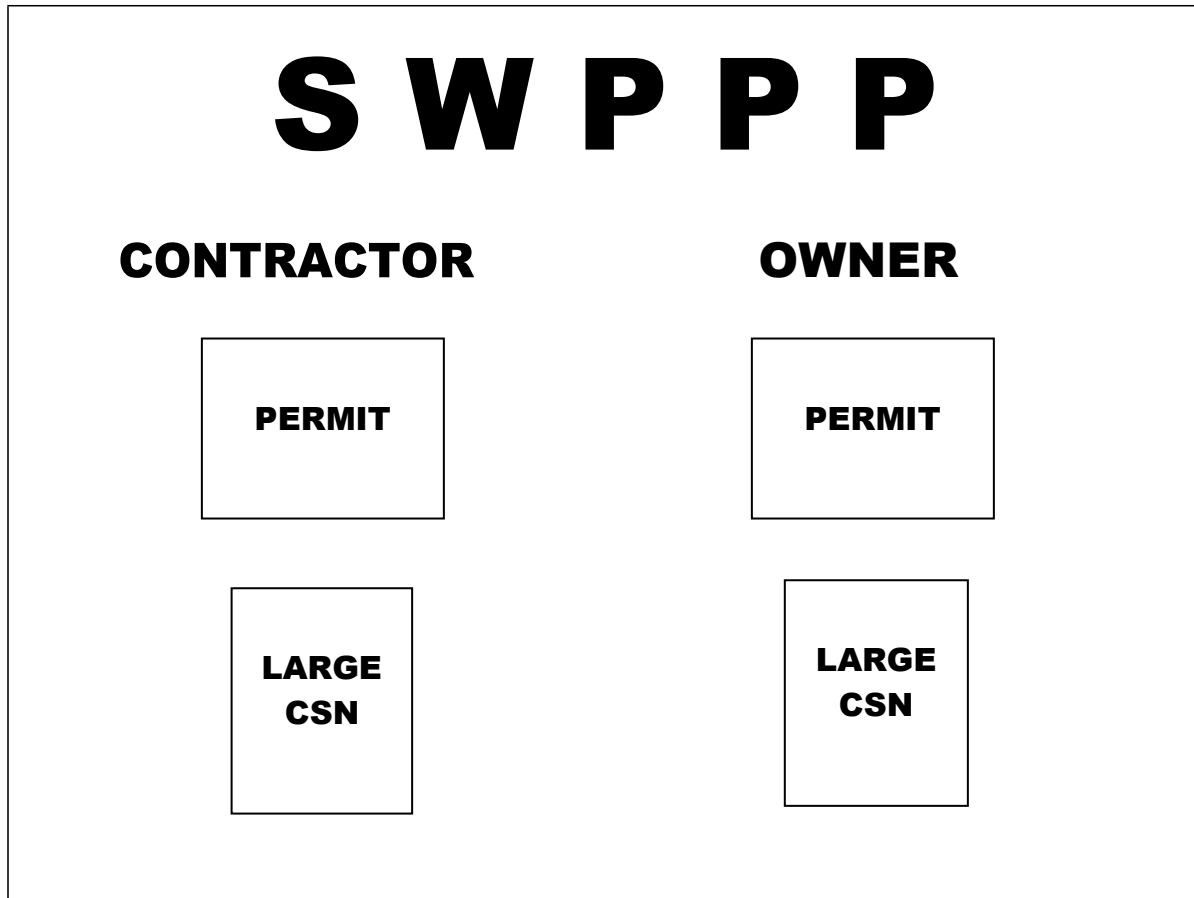 S W P P P
CONTRACTOR
OWNER
PERMIT
PERMIT
LARGE
CSN
LARGE
CSN